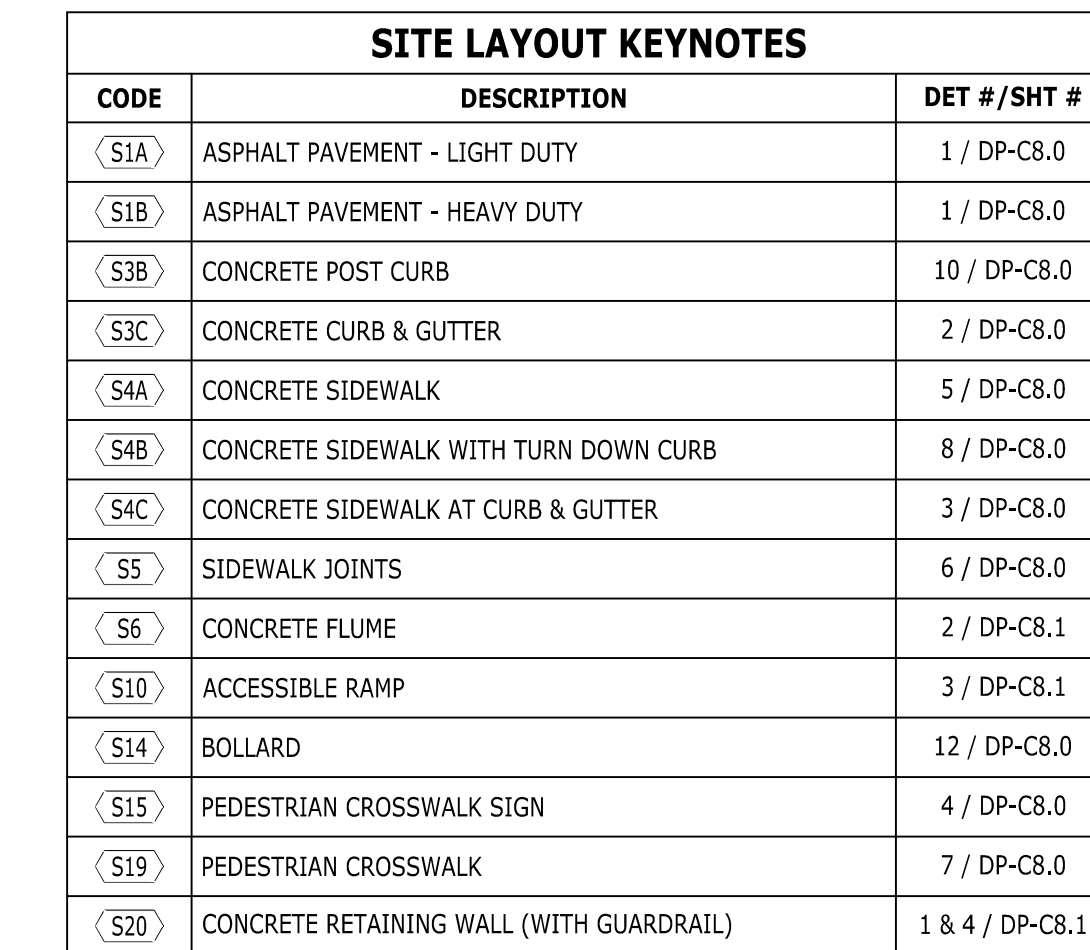 SITE LAYOUT KEYNOTES
CODE DESCRIPTION DET #/SHT #
S1A ASPHALT PAVEMENT - LIGHT DUTY 1 / DP-C8.0
S1B ASPHALT PAVEMENT - HEAVY DUTY 1 / DP-C8.0
S3B CONCRETE POST CURB 10 / DP-C8.0
S3C CONCRETE CURB & GUTTER 2 / DP-C8.0
S4A CONCRETE SIDEWALK 5 / DP-C8.0
S4B CONCRETE SIDEWALK WITH TURN DOWN CURB 8 / DP-C8.0
S4C CONCRETE SIDEWALK AT CURB & GUTTER 3 / DP-C8.0
S5 SIDEWALK JOINTS 6 / DP-C8.0
S6 CONCRETE FLUME 2 / DP-C8.1
S10 ACCESSIBLE RAMP 3 / DP-C8.1
S14 BOLLARD 12 / DP-C8.0
S15 PEDESTRIAN CROSSWALK SIGN 4 / DP-C8.0
S19 PEDESTRIAN CROSSWALK 7 / DP-C8.0
S20 CONCRETE RETAINING WALL (WITH GUARDRAIL) 1 & 4 / DP-C8.1